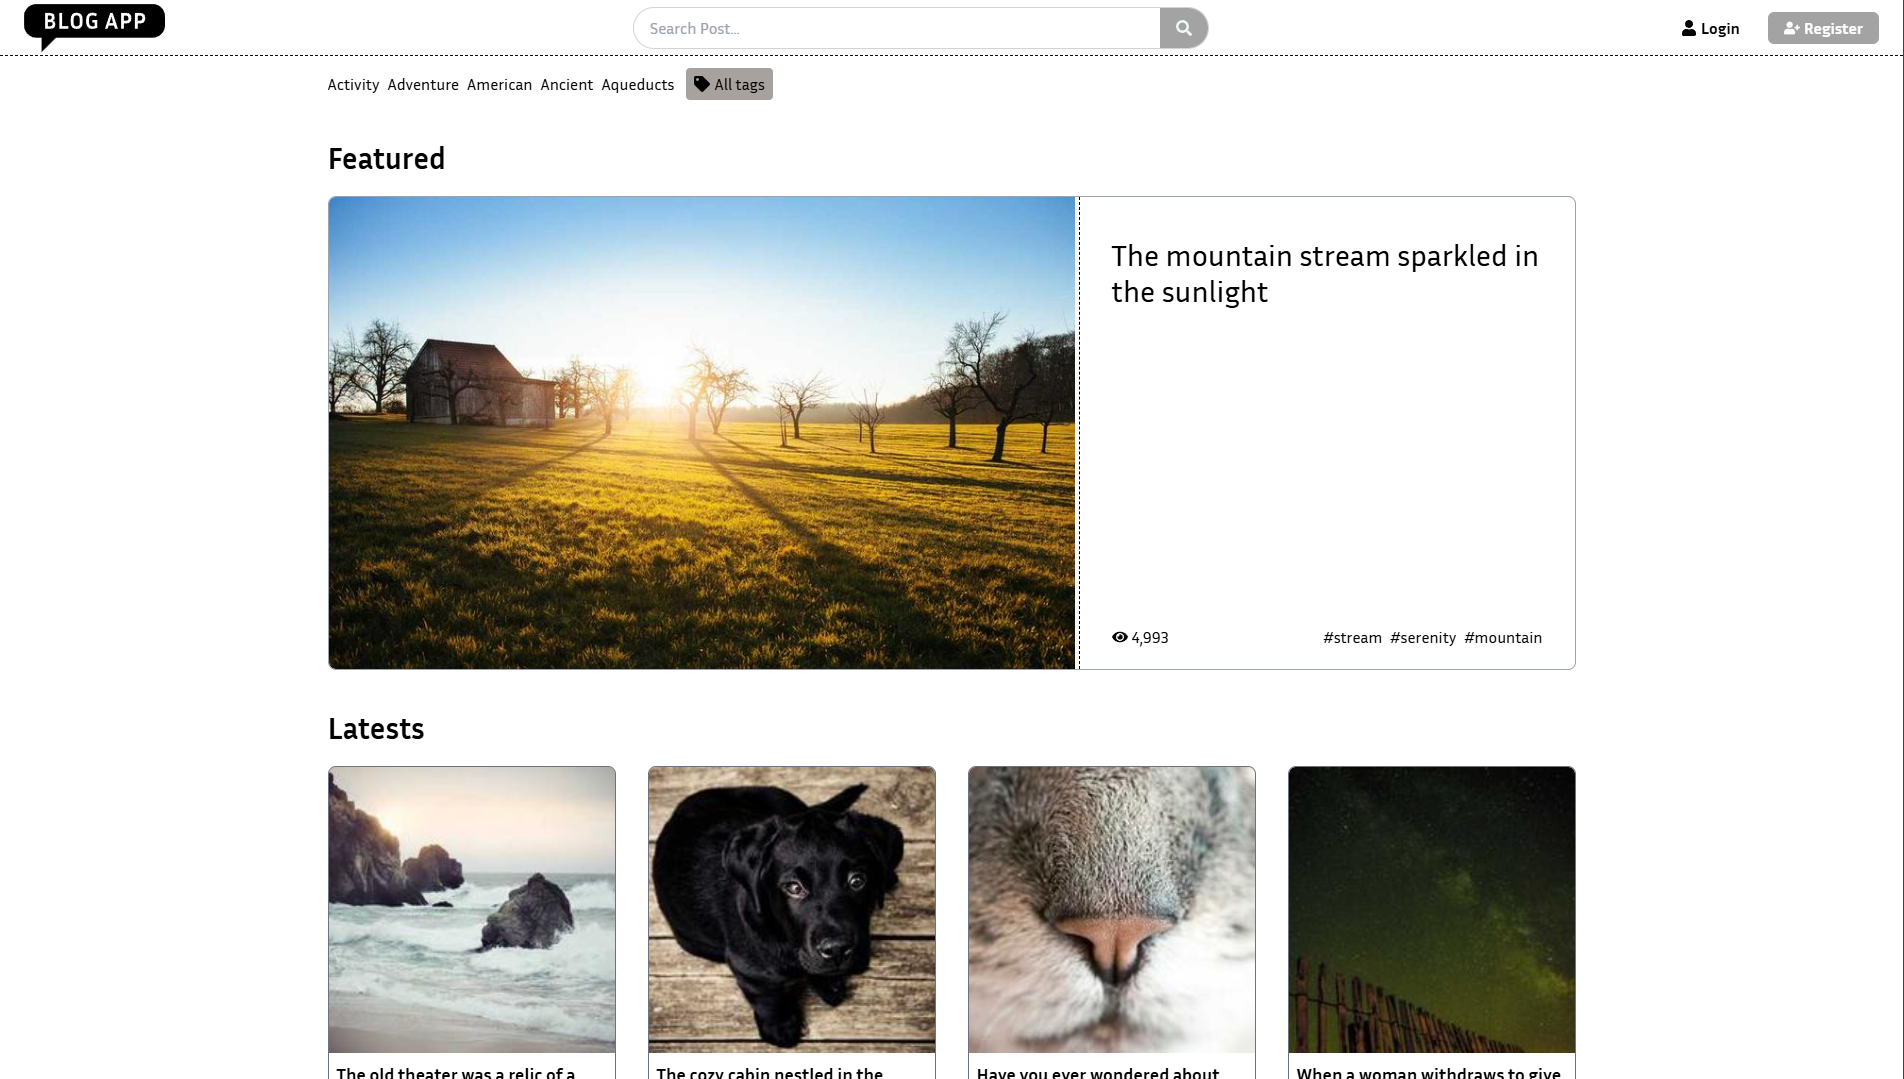 BLOG APP
Search Post...
Login
Register
Activity Adventure American Ancient Aqueducts All tags
Featured
The mountain stream sparkled in
the sunlight
4,993
#stream #serenity #mountain
Latests
The old theater was a relic of a
The cozy cabin nestled in the
Have you ever wondered about
When a woman withdraws to give